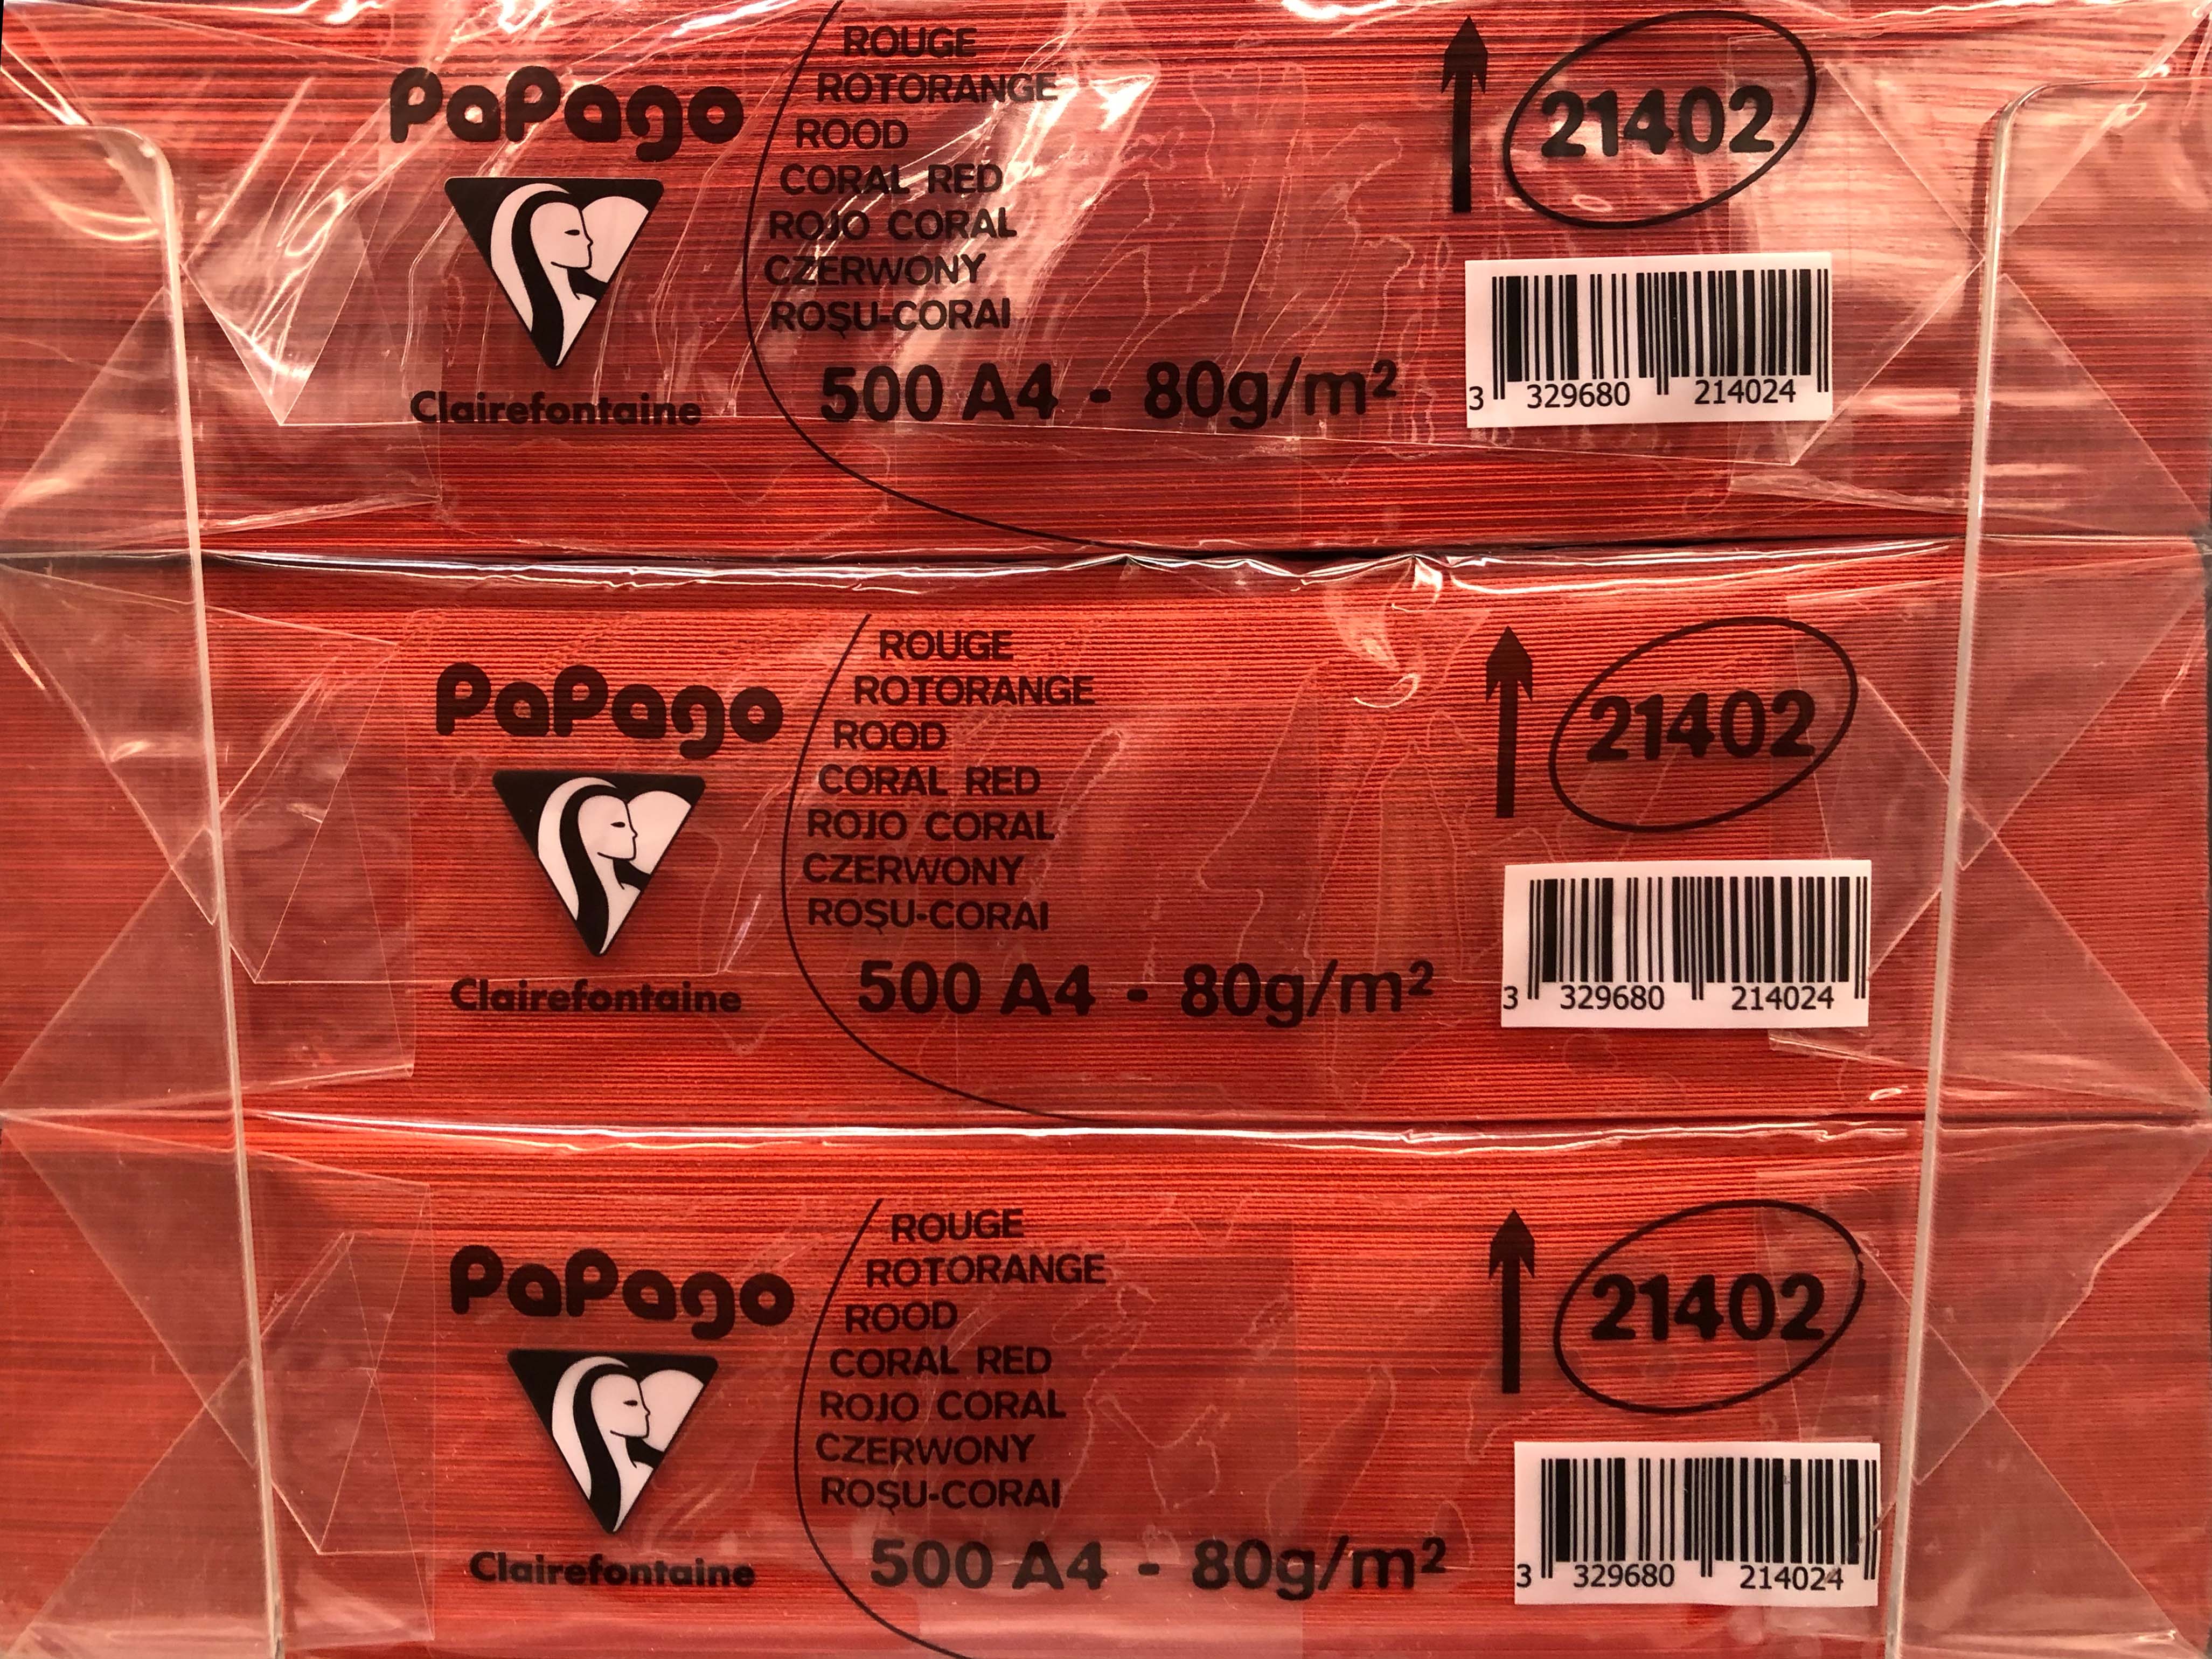 PaPago
Clairefontaine
ROUGE
ROTORANGE
ROOD
CORAL RED
ROJO CORAL
CZERWONY
ROȘU-CORAI
500 A4 - 80g/m²
21402
3 329680 214024
PaPago
Clairefontaine
ROUGE
ROTORANGE
ROOD
CORAL RED
ROJO CORAL
CZERWONY
ROȘU-CORAI
500 A4 - 80g/m²
21402
3 329680 214024
PaPago
Clairefontaine
ROUGE
ROTORANGE
ROOD
CORAL RED
ROJO CORAL
CZERWONY
ROȘU-CORAI
500 A4 - 80g/m²
21402
3 329680 214024